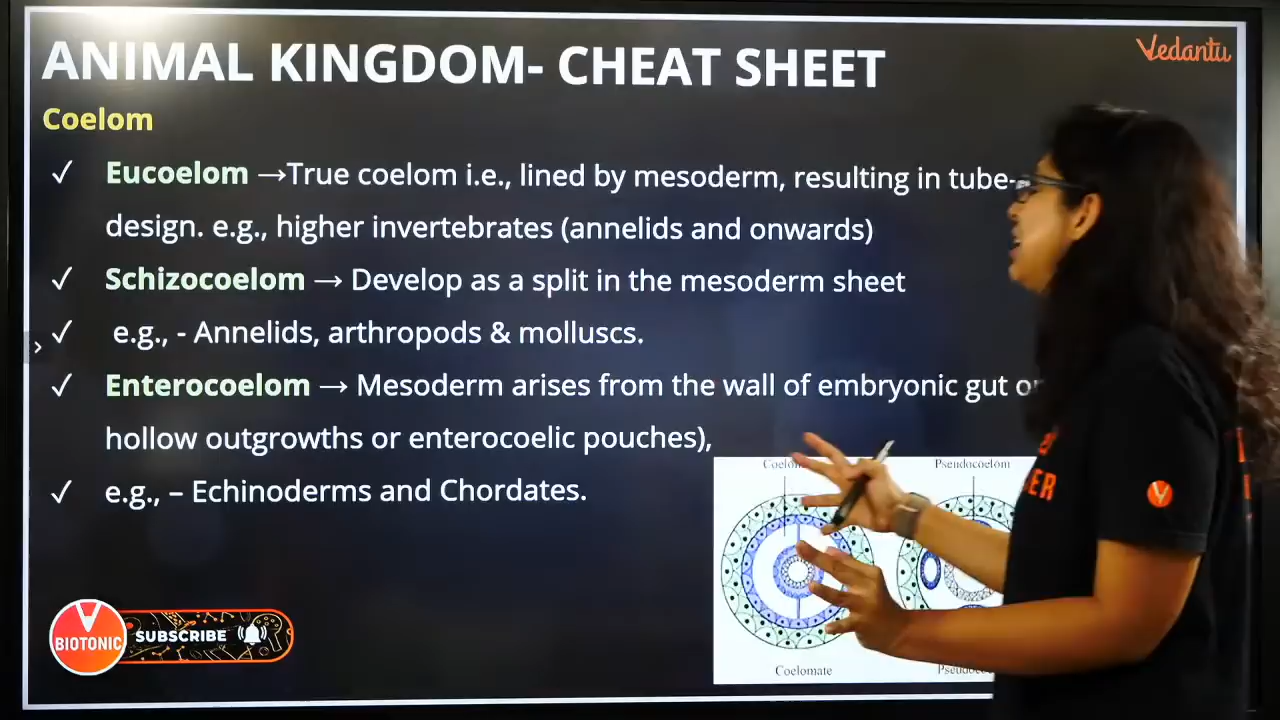 ANIMAL KINGDOM- CHEAT SHEET
Vedantu
Coelom
✓ Eucoelom →True coelom i.e., lined by mesoderm, resulting in tube-
design. e.g., higher invertebrates (annelids and onwards)
✓ Schizocoelom → Develop as a split in the mesoderm sheet
✓ e.g., - Annelids, arthropods & molluscs.
✓ Enterocoelom → Mesoderm arises from the wall of embryonic gut
hollow outgrowths or enterocoelic pouches),
✓ e.g., – Echinoderms and Chordates.
Pseudocoelom
Coelomate
V
BIOTONIC
SUBSCRIBE